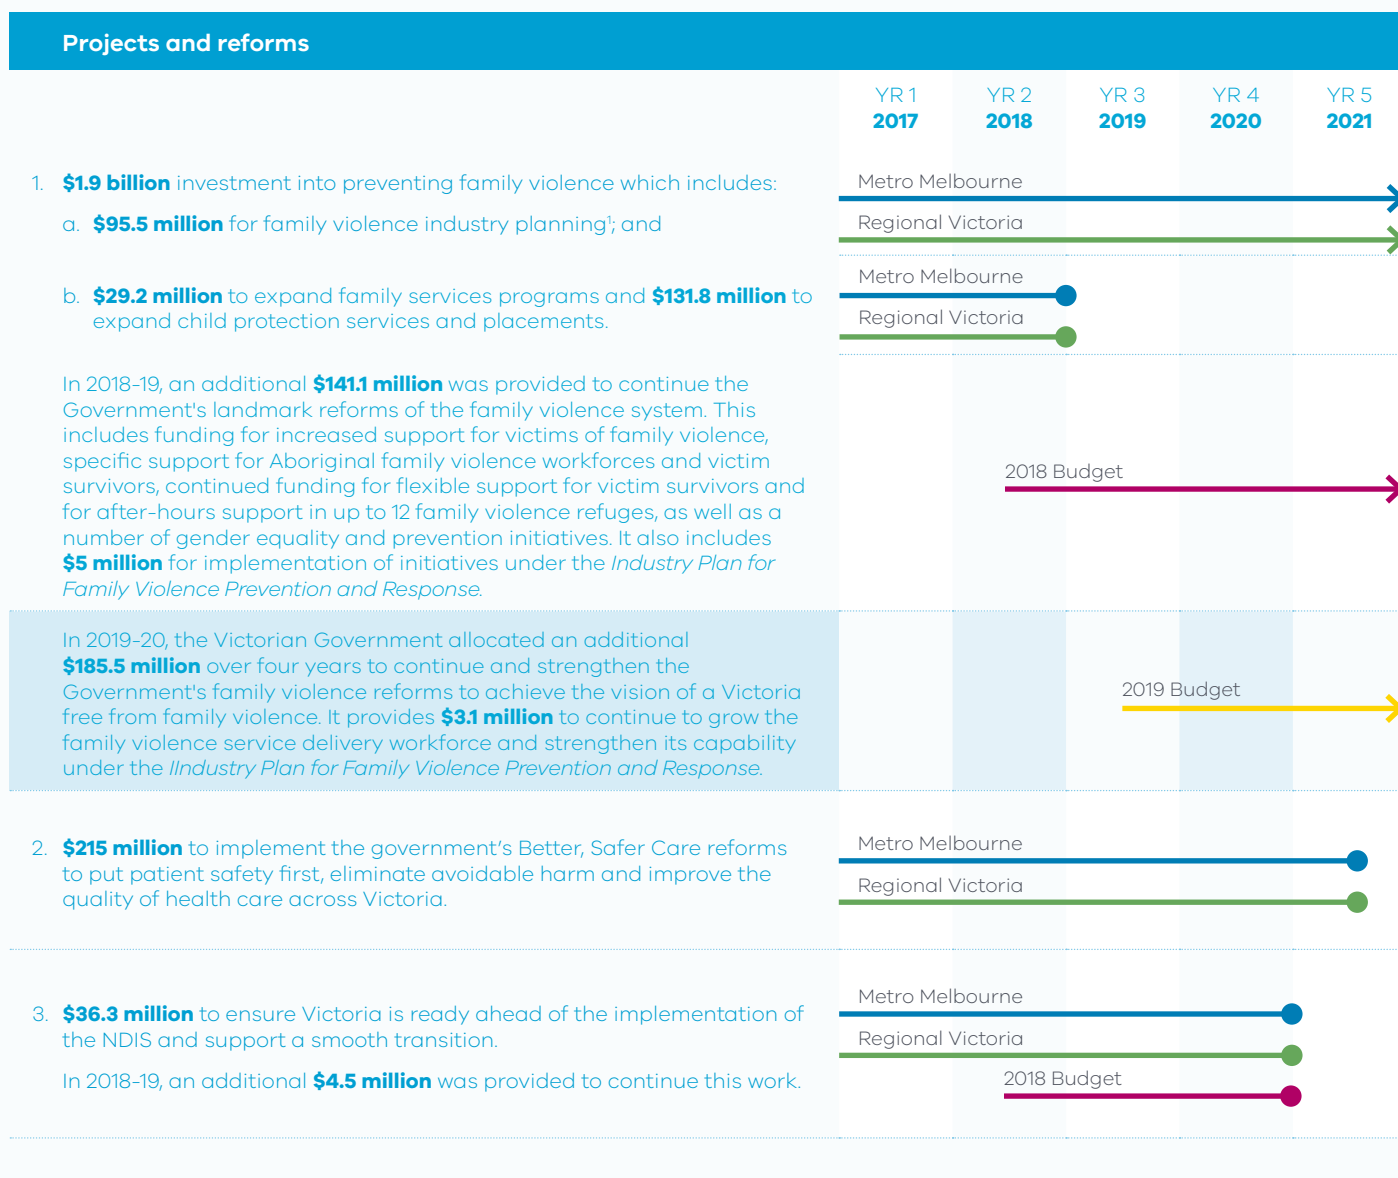 Projects and reforms
YR 1 YR 2 YR 3 YR 4 YR 5
2017 2018 2019 2020 2021
1. $1.9 billion investment into preventing family violence which includes:
Metro Melbourne
a. $95.5 million for family violence industry planning¹; and
Regional Victoria
Metro Melbourne
b. $29.2 million to expand family services programs and $131.8 million to
expand child protection services and placements.
Regional Victoria
In 2018-19, an additional $141.1 million was provided to continue the
Government's landmark reforms of the family violence system. This
includes funding for increased support for victims of family violence,
specific support for Aboriginal family violence workforces and victim
survivors, continued funding for flexible support for victim survivors and
for after-hours support in up to 12 family violence refuges, as well as a
number of gender equality and prevention initiatives. It also includes
$5 million for implementation of initiatives under the Industry Plan for
Family Violence Prevention and Response.
2018 Budget
In 2019-20, the Victorian Government allocated an additional
$185.5 million over four years to continue and strengthen the
Government's family violence reforms to achieve the vision of a Victoria
free from family violence. It provides $3.1 million to continue to grow the
family violence service delivery workforce and strengthen its capability
under the IIndustry Plan for Family Violence Prevention and Response.
2019 Budget
2. $215 million to implement the government’s Better, Safer Care reforms
to put patient safety first, eliminate avoidable harm and improve the
quality of health care across Victoria.
Metro Melbourne
Regional Victoria
3. $36.3 million to ensure Victoria is ready ahead of the implementation of
the NDIS and support a smooth transition.
Metro Melbourne
Regional Victoria
In 2018-19, an additional $4.5 million was provided to continue this work.
2018 Budget